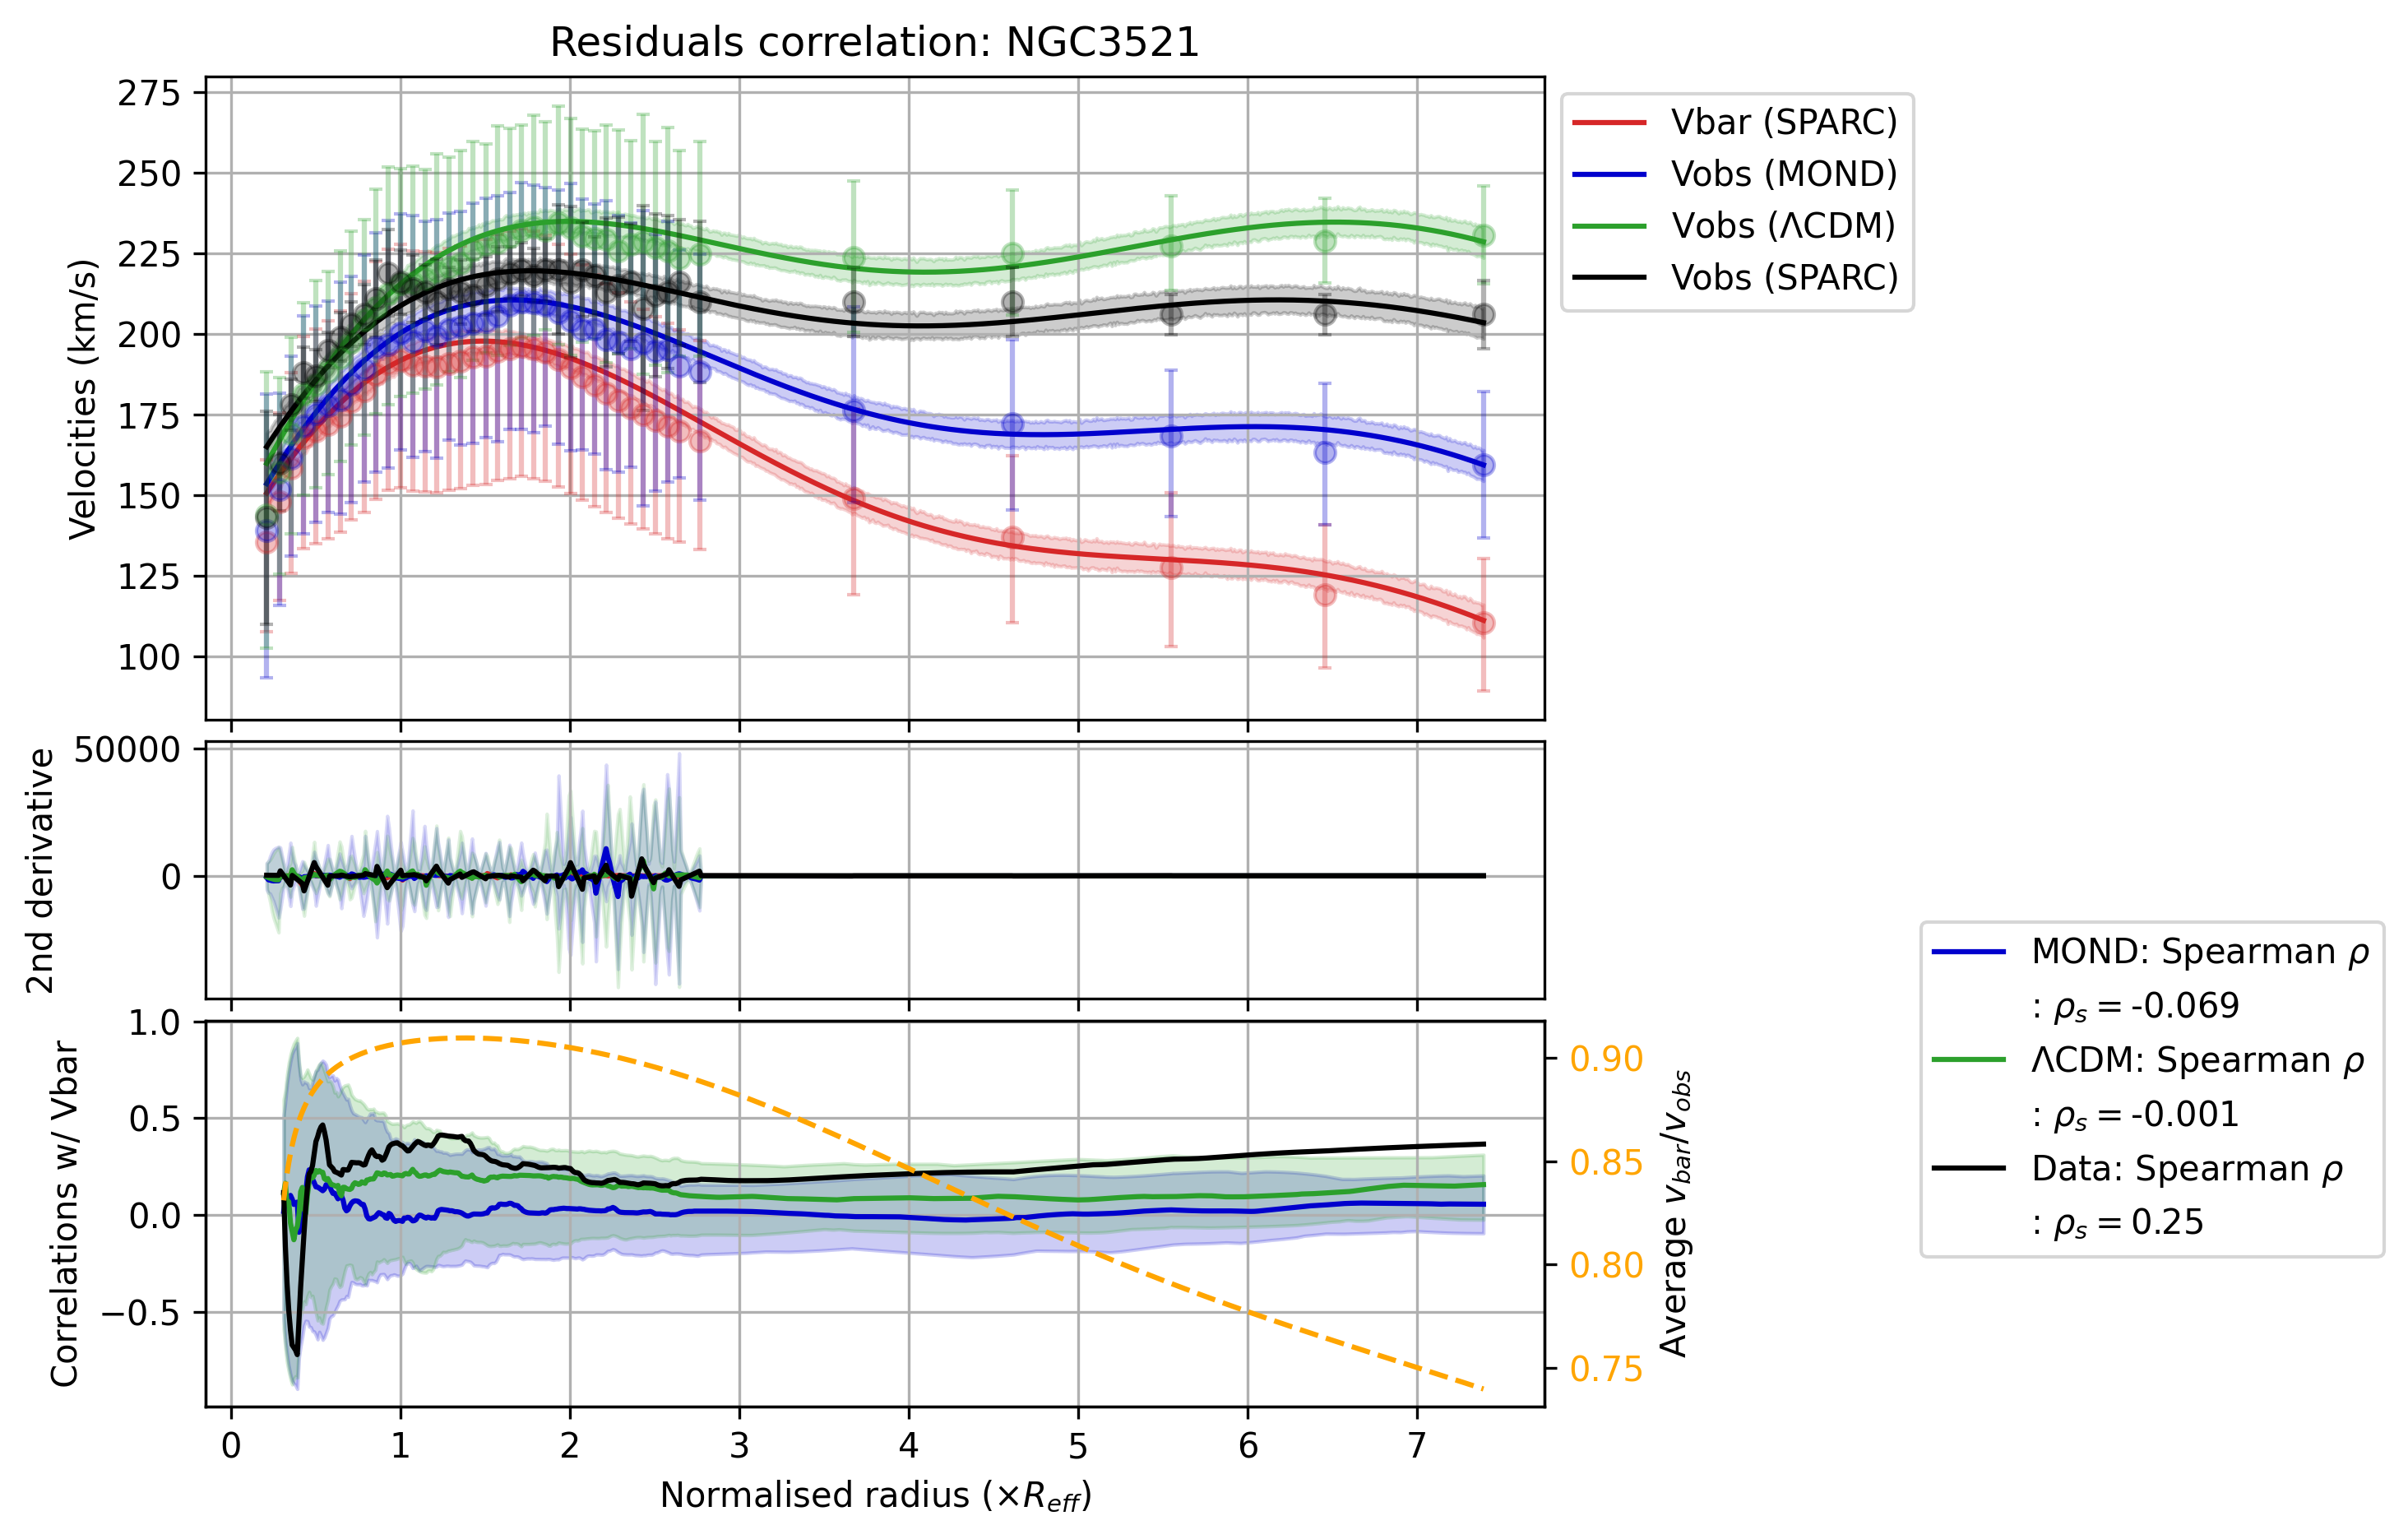 Residuals correlation: NGC3521
275
250
225
200
175
150
125
100
Velocities (km/s)
Vbar (SPARC)
Vobs (MOND)
Vobs (ΛCDM)
Vobs (SPARC)
50000
0
2nd derivative
1.0
0.5
0.0
−0.5
Correlations w/ Vbar
0.90
0.85
0.80
0.75
Average v_bar/v_obs
MOND: Spearman ρ
: ρ_s = -0.069
ΛCDM: Spearman ρ
: ρ_s = -0.001
Data: Spearman ρ
: ρ_s = 0.25
0 1 2 3 4 5 6 7
Normalised radius (×R_eff)